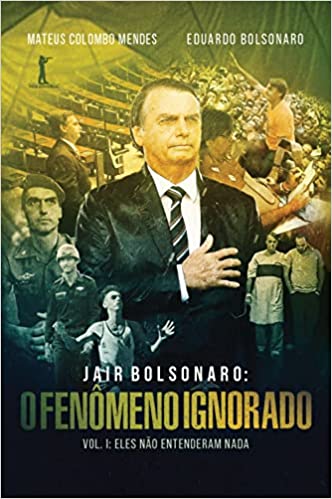 MATEUS COLOMBO MENDES
EDUARDO BOLSONARO
JAIR BOLSONARO:
O FENÔMENO IGNORADO
VOL. I: ELES NÃO ENTENDERAM NADA